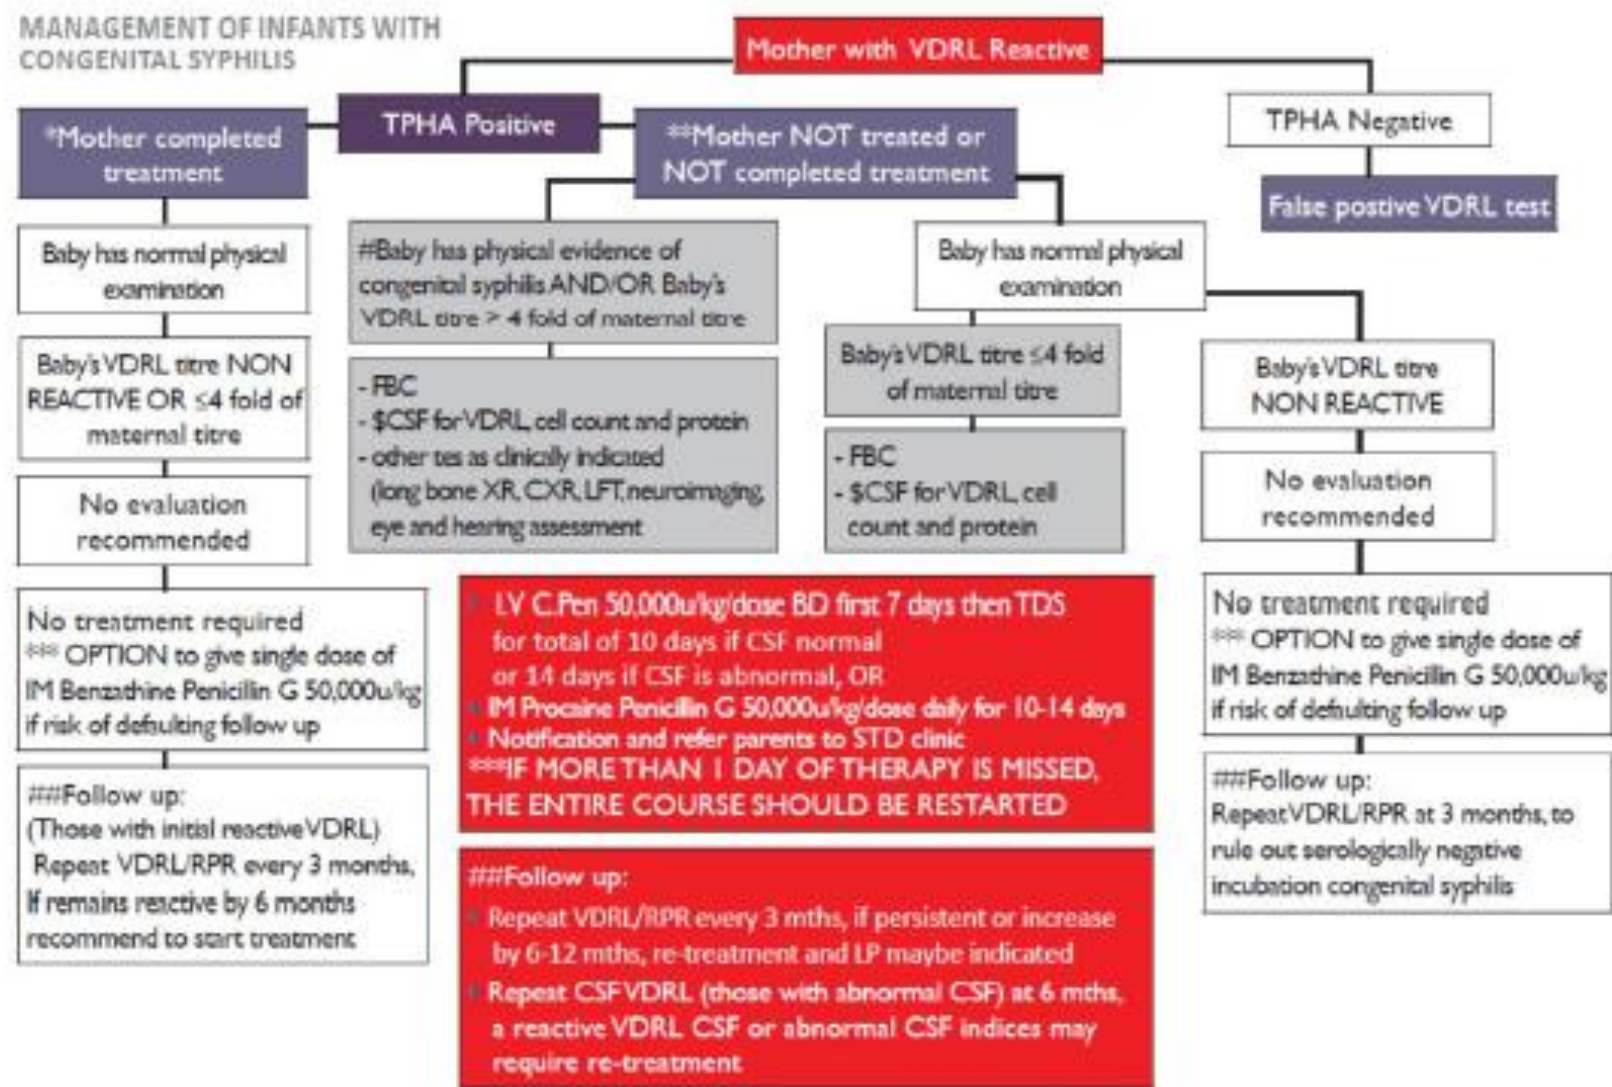 MANAGEMENT OF INFANTS WITH
CONGENITAL SYPHILIS
Mother with VDRL Reactive
TPHA Positive
TPHA Negative
False postive VDRL test
*Mother completed
treatment
Baby has normal physical
examination
Baby's VDRL titre NON
REACTIVE OR ≤4 fold of
maternal titre
No evaluation
recommended
No treatment required
*** OPTION to give single dose of
IM Benzathine Penicillin G 50,000u/kg
if risk of defaulting follow up
##Follow up:
(Those with initial reactive VDRL)
Repeat VDRL/RPR every 3 months,
If remains reactive by 6 months
recommend to start treatment
**Mother NOT treated or
NOT completed treatment
#Baby has physical evidence of
congenital syphilis AND/OR Baby's
VDRL titre > 4 fold of maternal titre
- FBC
- $CSF for VDRL, cell count and protein
- other tes as clinically indicated
(long bone XR, CXR, LFT, neuroimaging,
eye and hearing assessment
Baby has normal physical
examination
Baby's VDRL titre ≤4 fold
of maternal titre
- FBC
- $CSF for VDRL, cell
count and protein
Baby's VDRL titre
NON REACTIVE
No evaluation
recommended
No treatment required
*** OPTION to give single dose of
IM Benzathine Penicillin G 50,000u/kg
if risk of defaulting follow up
##Follow up:
Repeat VDRL/RPR at 3 months, to
rule out serologically negative
incubation congenital syphilis
I.V C.Pen 50,000u/kg/dose BD first 7 days then TDS
for total of 10 days if CSF normal
or 14 days if CSF is abnormal, OR
IM Procaine Penicillin G 50,000u/kg/dose daily for 10-14 days
Notification and refer parents to STD clinic
***IF MORE THAN 1 DAY OF THERAPY IS MISSED,
THE ENTIRE COURSE SHOULD BE RESTARTED
##Follow up:
Repeat VDRL/RPR every 3 mths, if persistent or increase
by 6-12 mths, re-treatment and LP maybe indicated
Repeat CSF VDRL (those with abnormal CSF) at 6 mths,
a reactive VDRL CSF or abnormal CSF indices may
require re-treatment